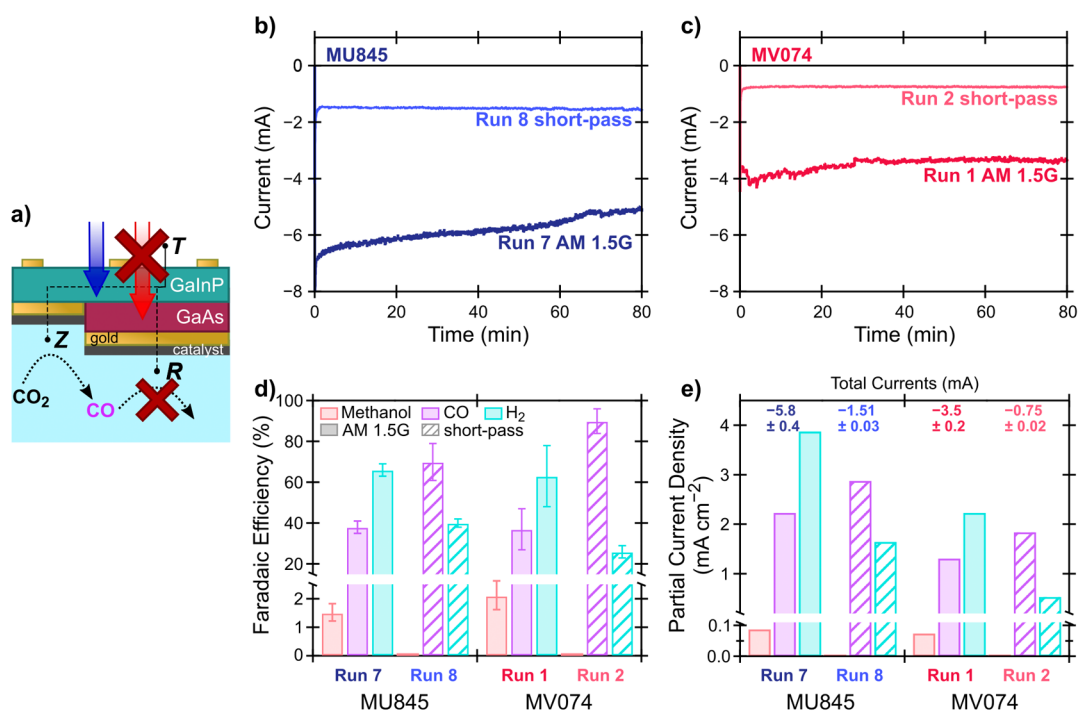 a)
T
GaInP
GaAs
gold
catalyst
Z
R
CO2
CO
b)
MU845
0
−2
−4
−6
−8
Current (mA)
Run 8 short-pass
Run 7 AM 1.5G
0 20 40 60 80
Time (min)
c)
MV074
0
−2
−4
−6
−8
Current (mA)
Run 2 short-pass
Run 1 AM 1.5G
0 20 40 60 80
Time (min)
d)
Faradaic Efficiency (%)
100
80
60
40
20
2
1
0
Methanol CO H2
AM 1.5G short-pass
Run 7 Run 8 Run 1 Run 2
MU845 MV074
e)
Total Currents (mA)
−5.8 −1.51 −3.5 −0.75
± 0.4 ± 0.03 ± 0.2 ± 0.02
Partial Current Density
(mA cm−2)
4
3
2
1
0.1
0.0
Run 7 Run 8 Run 1 Run 2
MU845 MV074